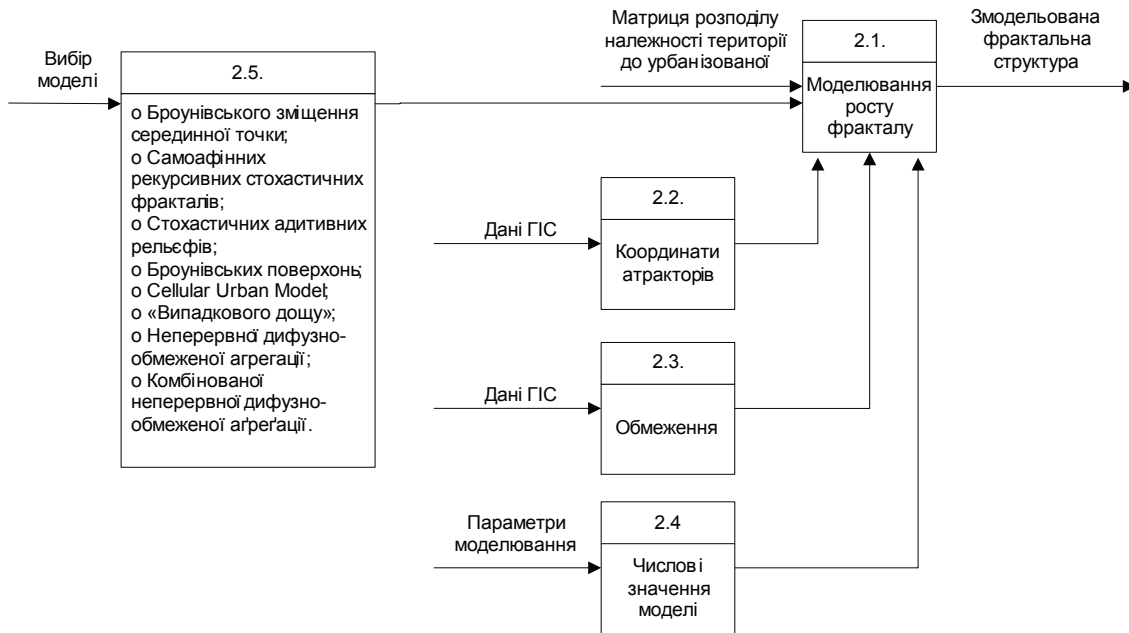 Вибір
моделі
2.5.
о Броунівського зміщення
серединної точки;
о Самоафінних
рекурсивних стохастичних
фракталів;
о Стохастичних адитивних
рельєфів;
о Броунівських поверхонь;
о Cellular Urban Model;
о «Випадкового дощу»;
о Неперервної дифузно-
обмеженої агрегації;
о Комбінованої
неперервної дифузно-
обмеженої аґреґації.
Матриця розподілу
належності території
до урбанізованої
2.1.
Моделювання
росту
фракталу
Змодельована
фрактальна
структура
Дані ГІС
2.2.
Координати
атракторів
Дані ГІС
2.3.
Обмеження
Параметри
моделювання
2.4
Числові
значення
моделі